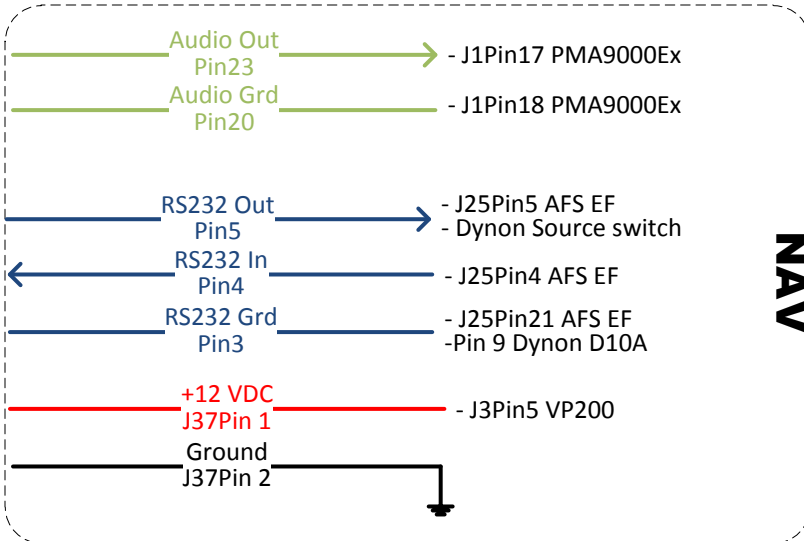 Audio Out
Pin23
- J1Pin17 PMA9000Ex
Audio Grd
Pin20
- J1Pin18 PMA9000Ex
RS232 Out
Pin5
- J25Pin5 AFS EF
- Dynon Source switch
RS232 In
Pin4
- J25Pin4 AFS EF
RS232 Grd
Pin3
- J25Pin21 AFS EF
-Pin 9 Dynon D10A
+12 VDC
J37Pin 1
- J3Pin5 VP200
Ground
J37Pin 2
NAV